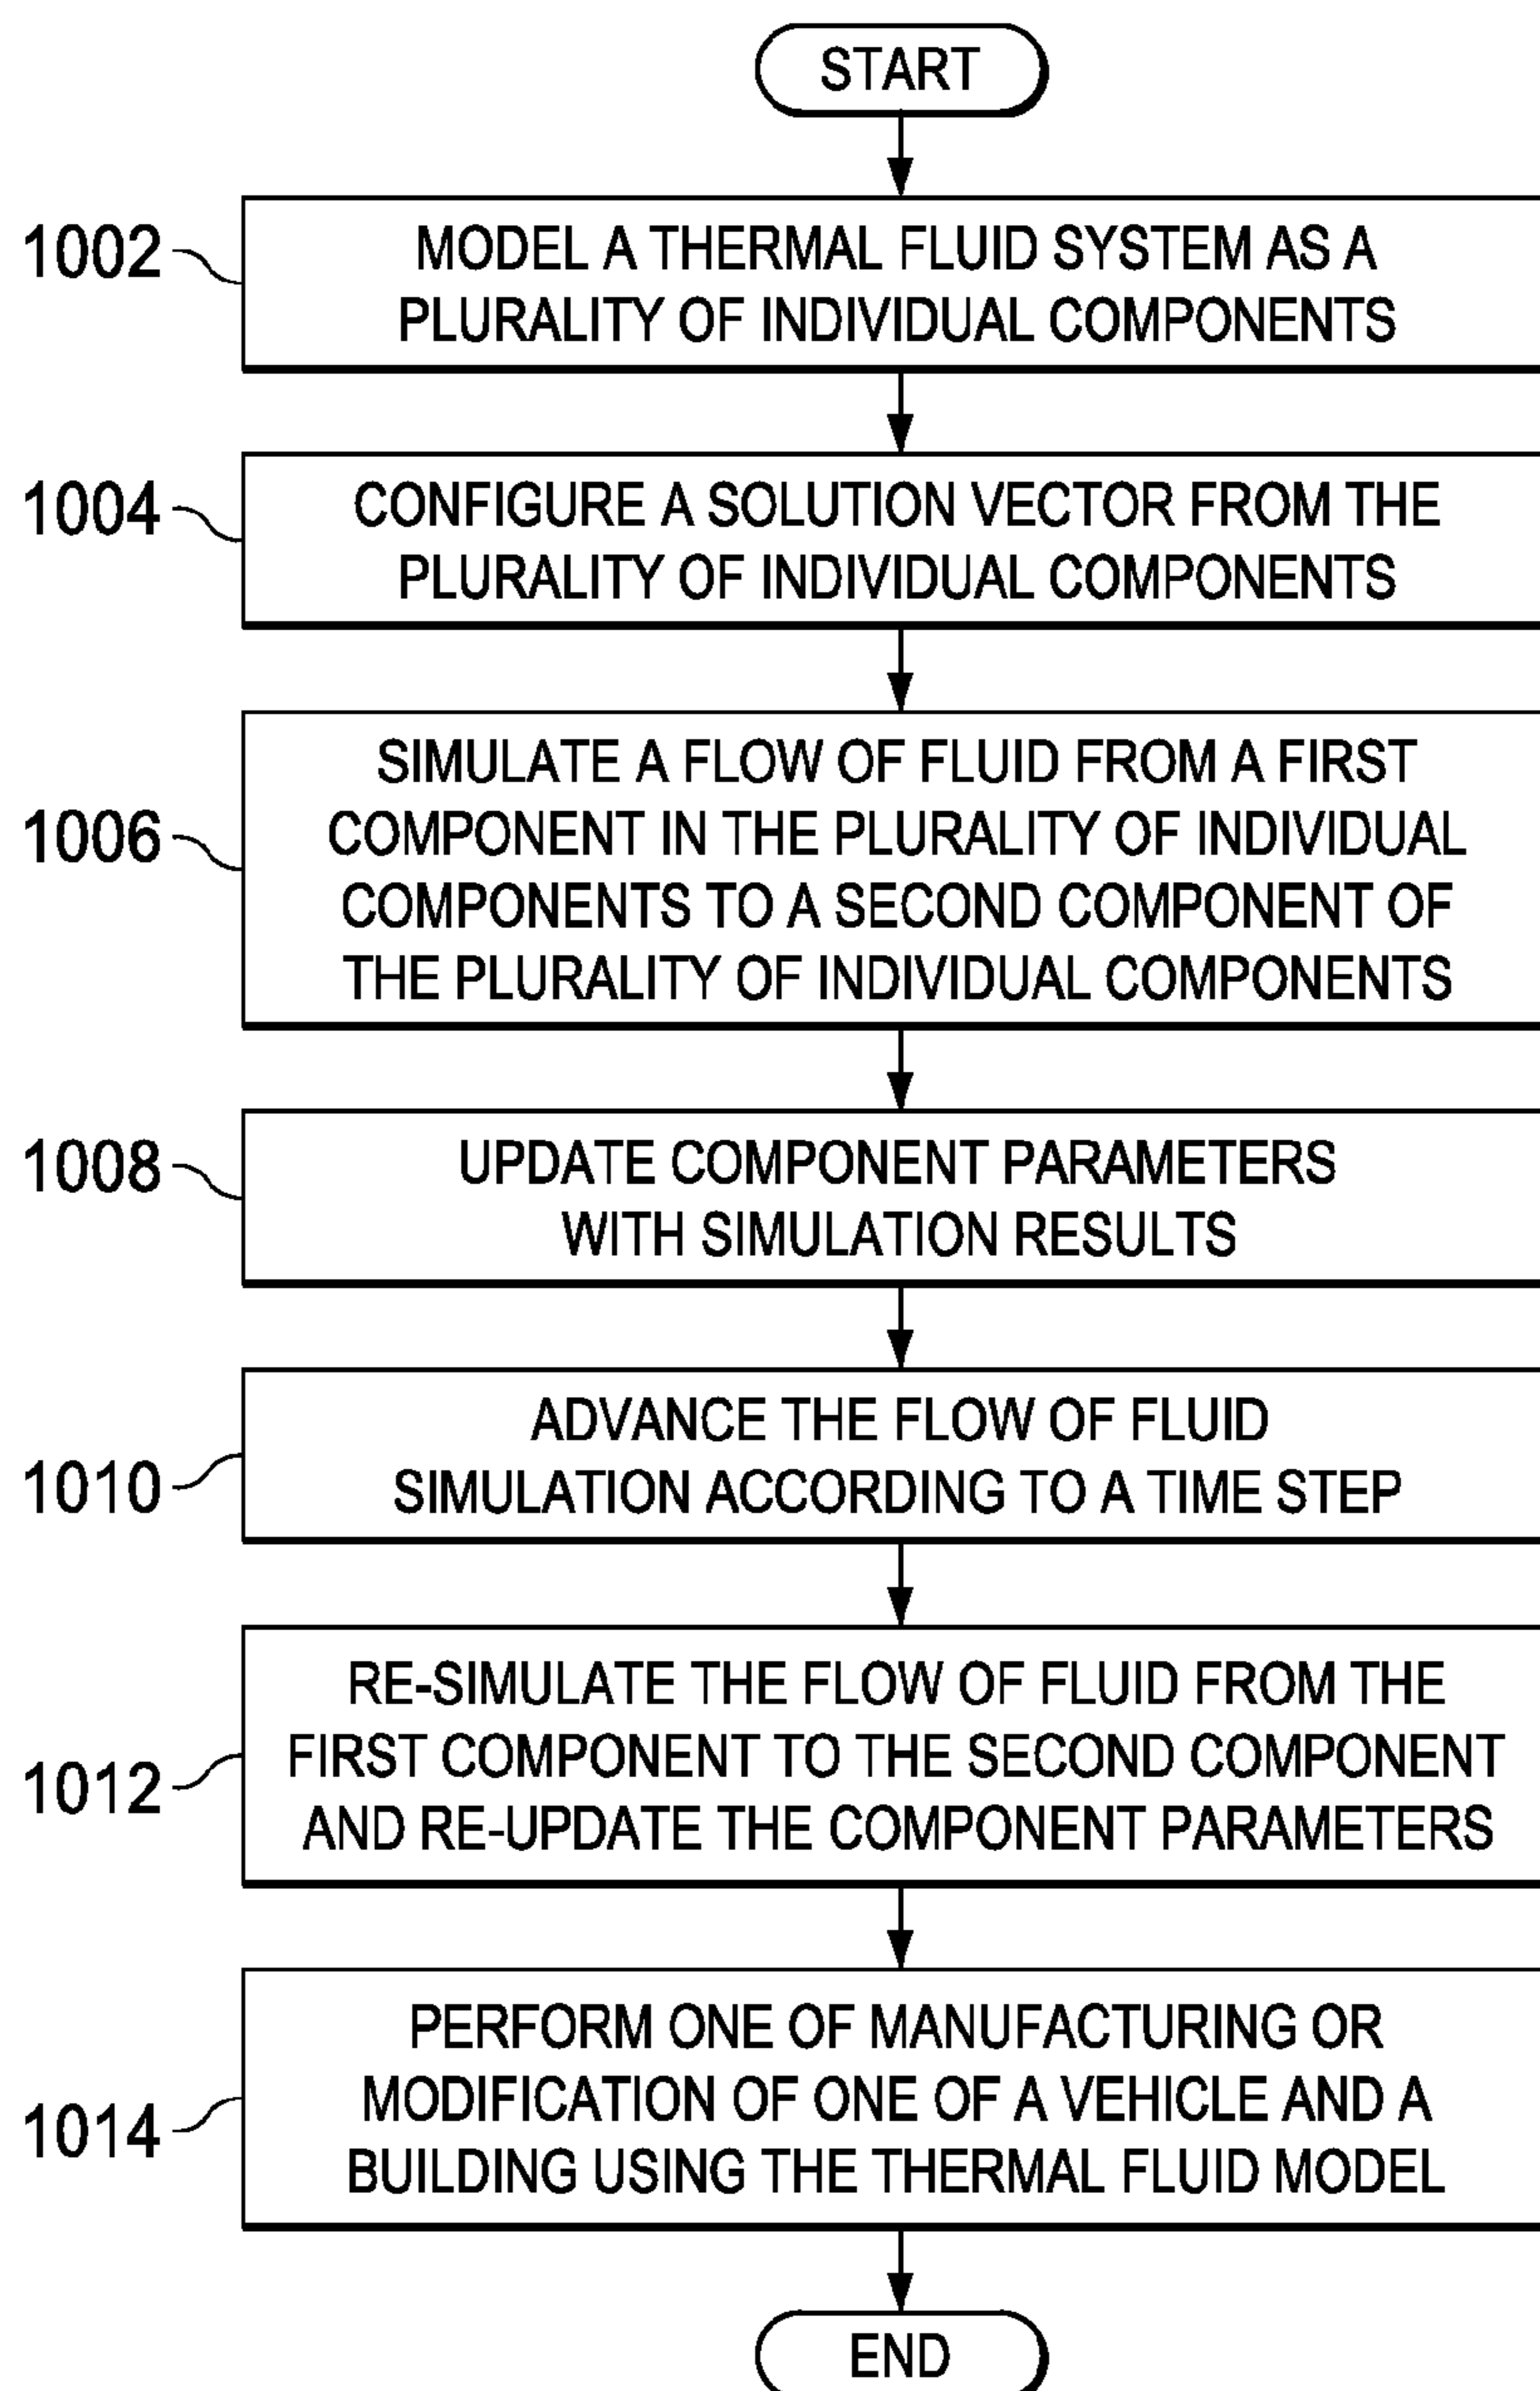 START
1002
MODEL A THERMAL FLUID SYSTEM AS A
PLURALITY OF INDIVIDUAL COMPONENTS
1004
CONFIGURE A SOLUTION VECTOR FROM THE
PLURALITY OF INDIVIDUAL COMPONENTS
1006
SIMULATE A FLOW OF FLUID FROM A FIRST
COMPONENT IN THE PLURALITY OF INDIVIDUAL
COMPONENTS TO A SECOND COMPONENT OF
THE PLURALITY OF INDIVIDUAL COMPONENTS
1008
UPDATE COMPONENT PARAMETERS
WITH SIMULATION RESULTS
1010
ADVANCE THE FLOW OF FLUID
SIMULATION ACCORDING TO A TIME STEP
1012
RE-SIMULATE THE FLOW OF FLUID FROM THE
FIRST COMPONENT TO THE SECOND COMPONENT
AND RE-UPDATE THE COMPONENT PARAMETERS
1014
PERFORM ONE OF MANUFACTURING OR
MODIFICATION OF ONE OF A VEHICLE AND A
BUILDING USING THE THERMAL FLUID MODEL
END